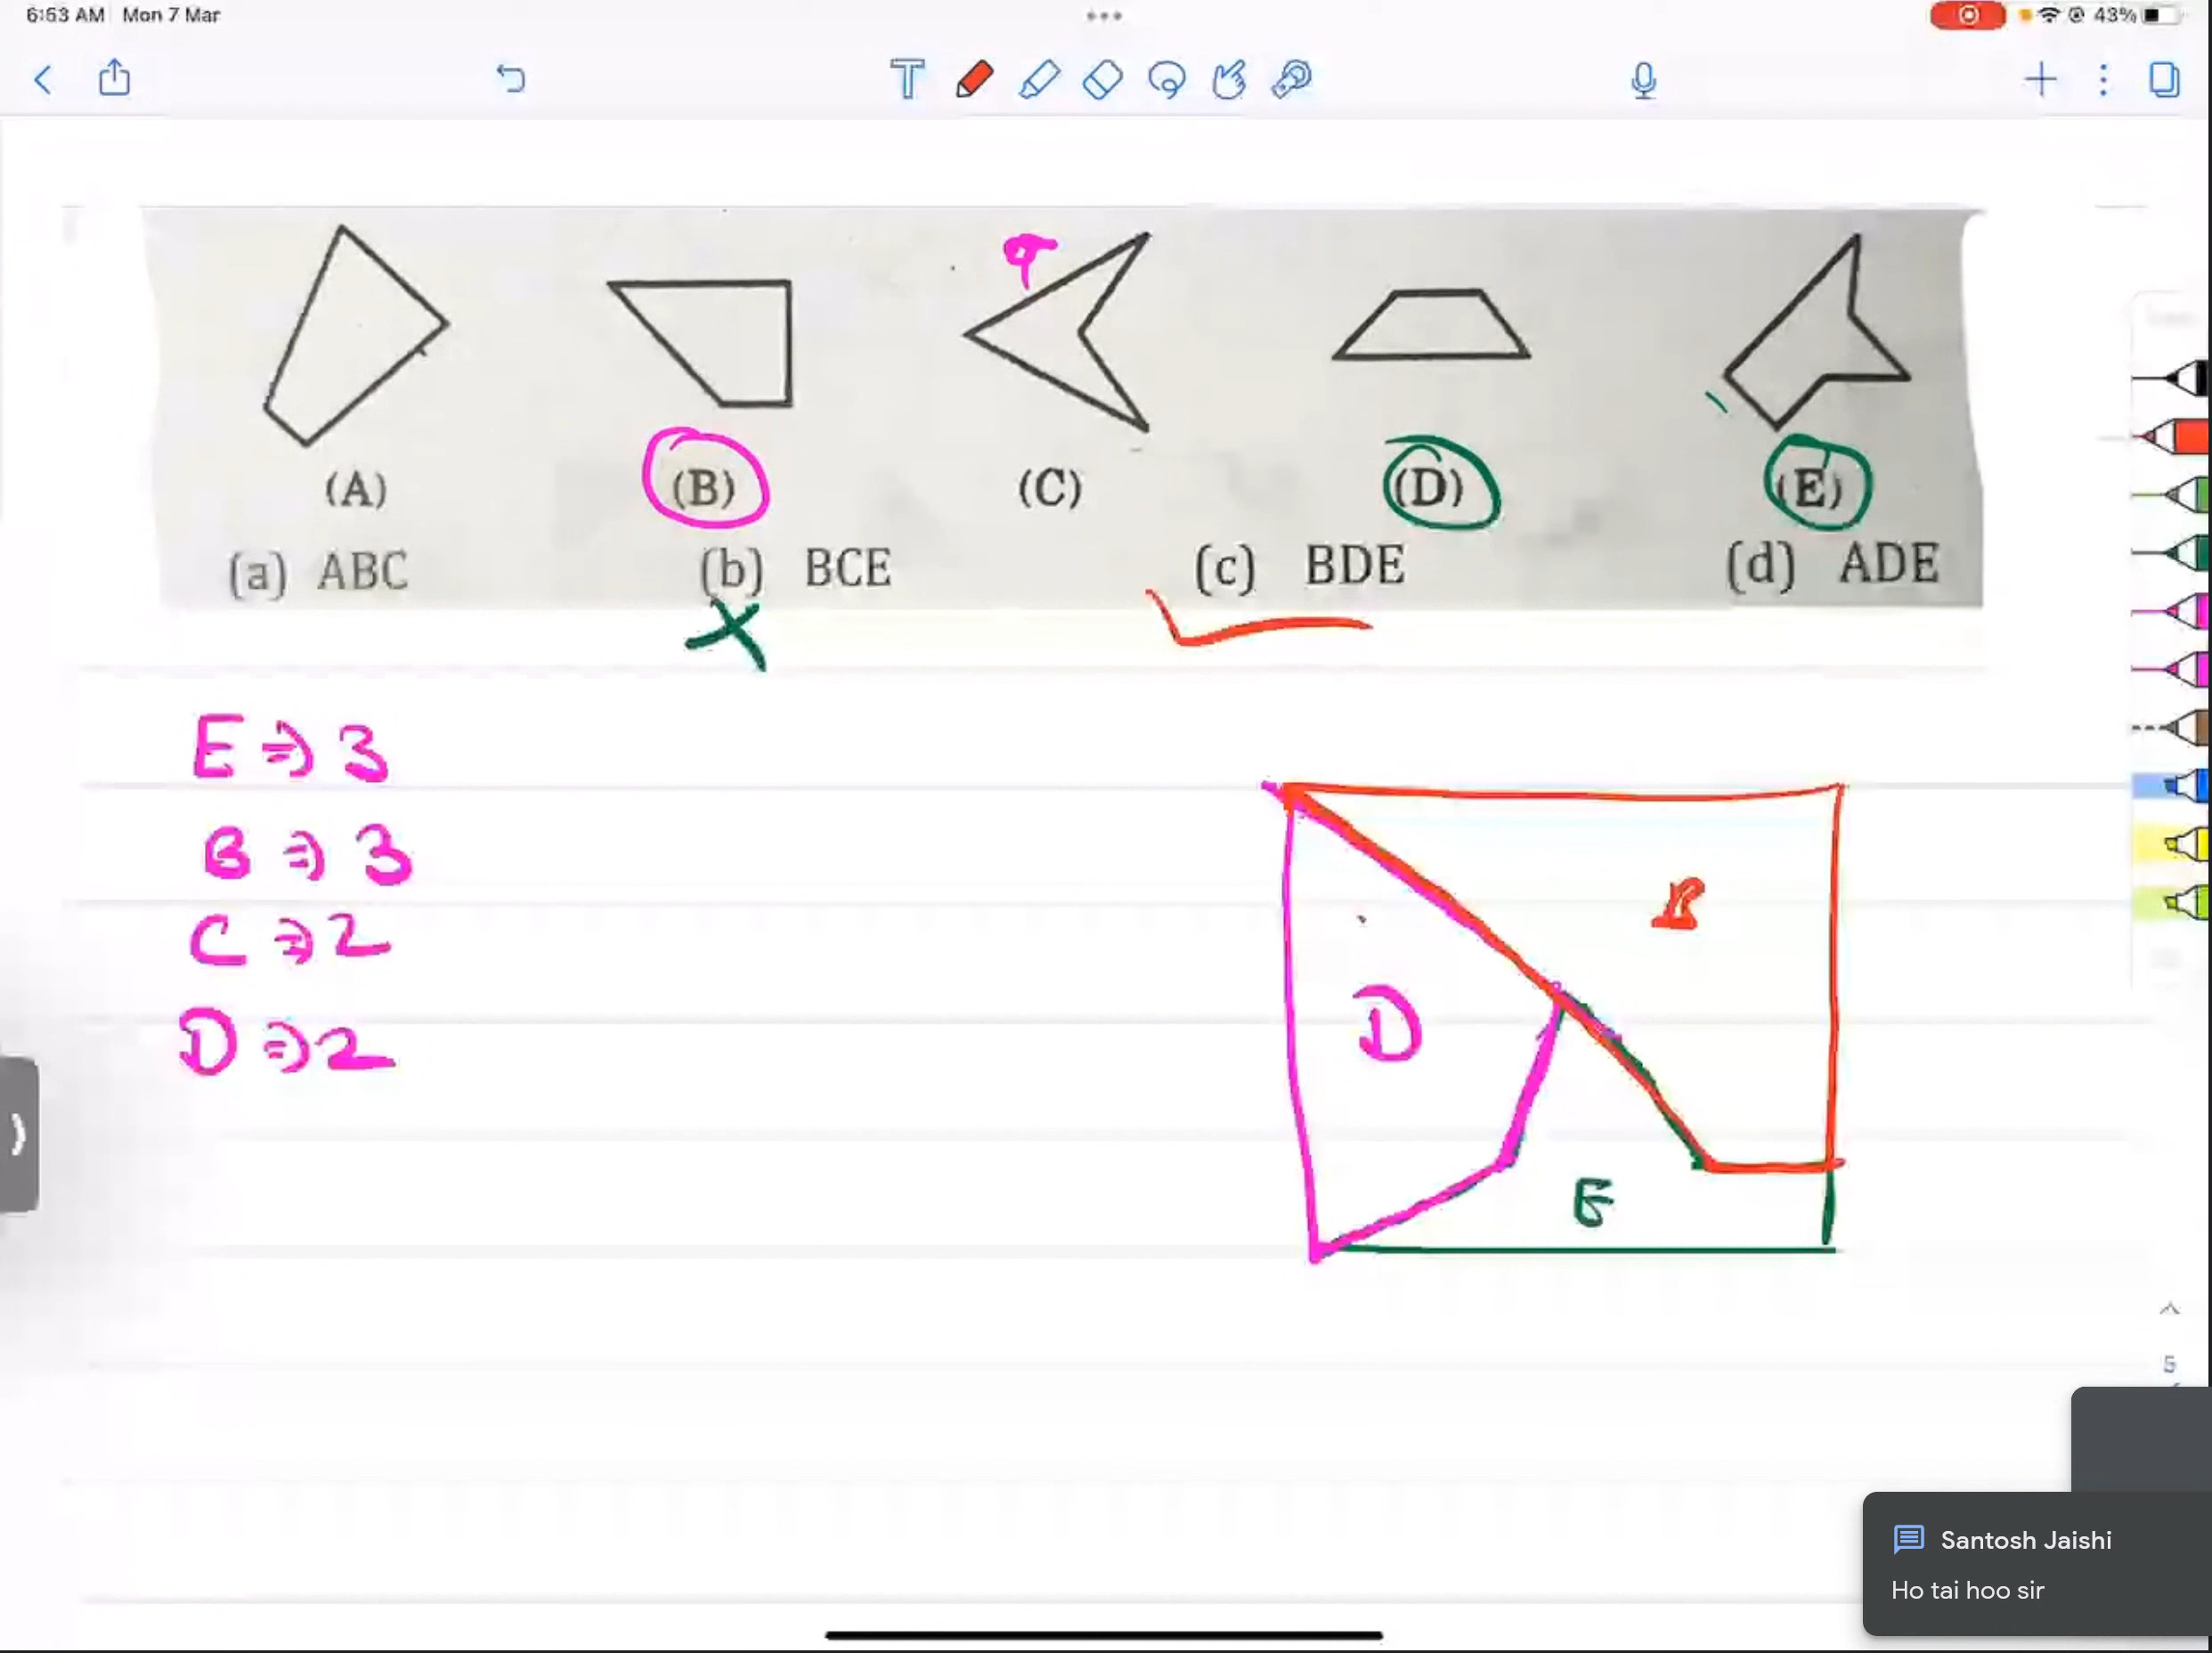 6:53 AM Mon 7 Mar
43%
(A) (B) (C) (D) (E)
(a) ABC (b) BCE (c) BDE (d) ADE
E ⇒ 3
B ⇒ 3
C ⇒ 2
D ⇒ 2
B
D
E
5
Santosh Jaishi
Ho tai hoo sir